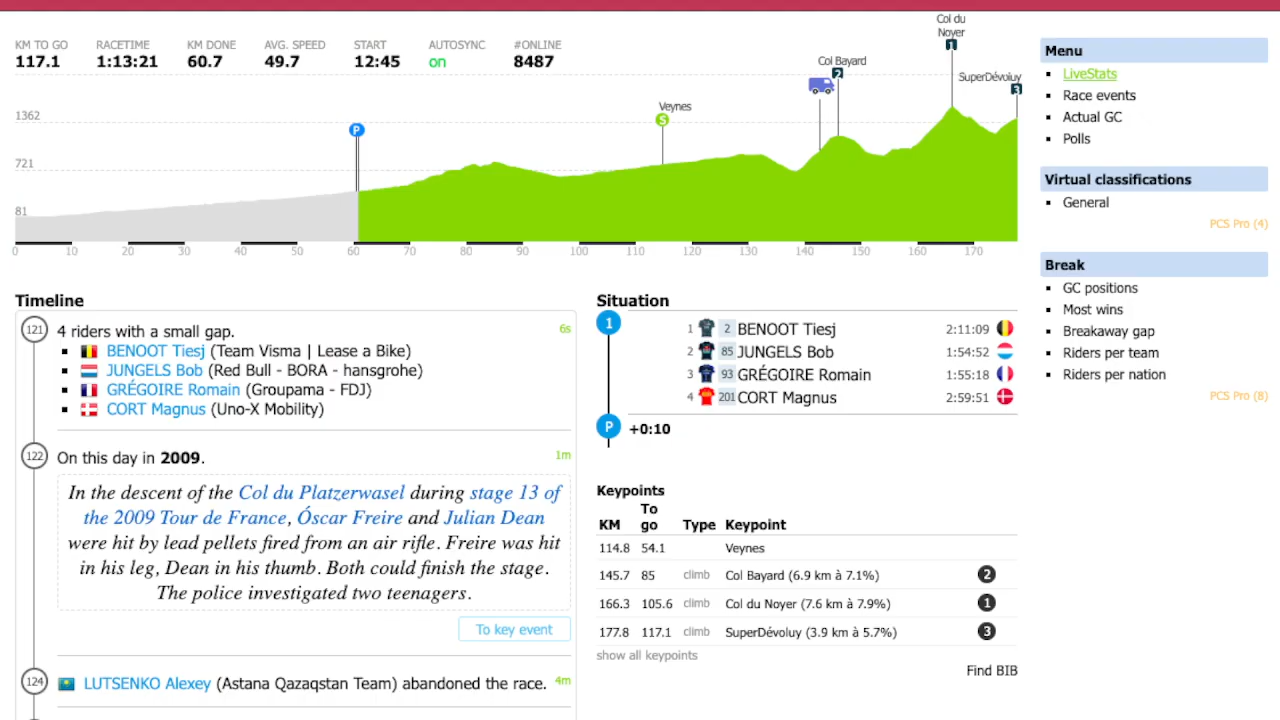 KM TO GO RACETIME KM DONE AVG. SPEED START AUTOSYNC #ONLINE
117.1 1:13:21 60.7 49.7 12:45 on 8487
Col du
Noyer
1
Col Bayard
2
SuperDévoluy
3
Veynes
S
P
1362
721
81
0 10 20 30 40 50 60 70 80 90 100 110 120 130 140 150 160 170
Menu
LiveStats
Race events
Actual GC
Polls
Virtual classifications
General
PCS Pro (4)
Break
GC positions
Most wins
Breakaway gap
Riders per team
Riders per nation
PCS Pro (8)
Timeline
121 4 riders with a small gap. 6s
BENOOT Tiesj (Team Visma | Lease a Bike)
JUNGELS Bob (Red Bull - BORA - hansgrohe)
GRÉGOIRE Romain (Groupama - FDJ)
CORT Magnus (Uno-X Mobility)
122 On this day in 2009. 1m
In the descent of the Col du Platzerwasel during stage 13 of
the 2009 Tour de France, Óscar Freire and Julian Dean
were hit by lead pellets fired from an air rifle. Freire was hit
in his leg, Dean in his thumb. Both could finish the stage.
The police investigated two teenagers.
To key event
124 LUTSENKO Alexey (Astana Qazaqstan Team) abandoned the race. 4m
Situation
1
1 2 BENOOT Tiesj 2:11:09
2 85 JUNGELS Bob 1:54:52
3 93 GRÉGOIRE Romain 1:55:18
4 201 CORT Magnus 2:59:51
P +0:10
Keypoints
KM To go Type Keypoint
114.8 54.1 Veynes
145.7 85 climb Col Bayard (6.9 km à 7.1%) 2
166.3 105.6 climb Col du Noyer (7.6 km à 7.9%) 1
177.8 117.1 climb SuperDévoluy (3.9 km à 5.7%) 3
show all keypoints
Find BIB